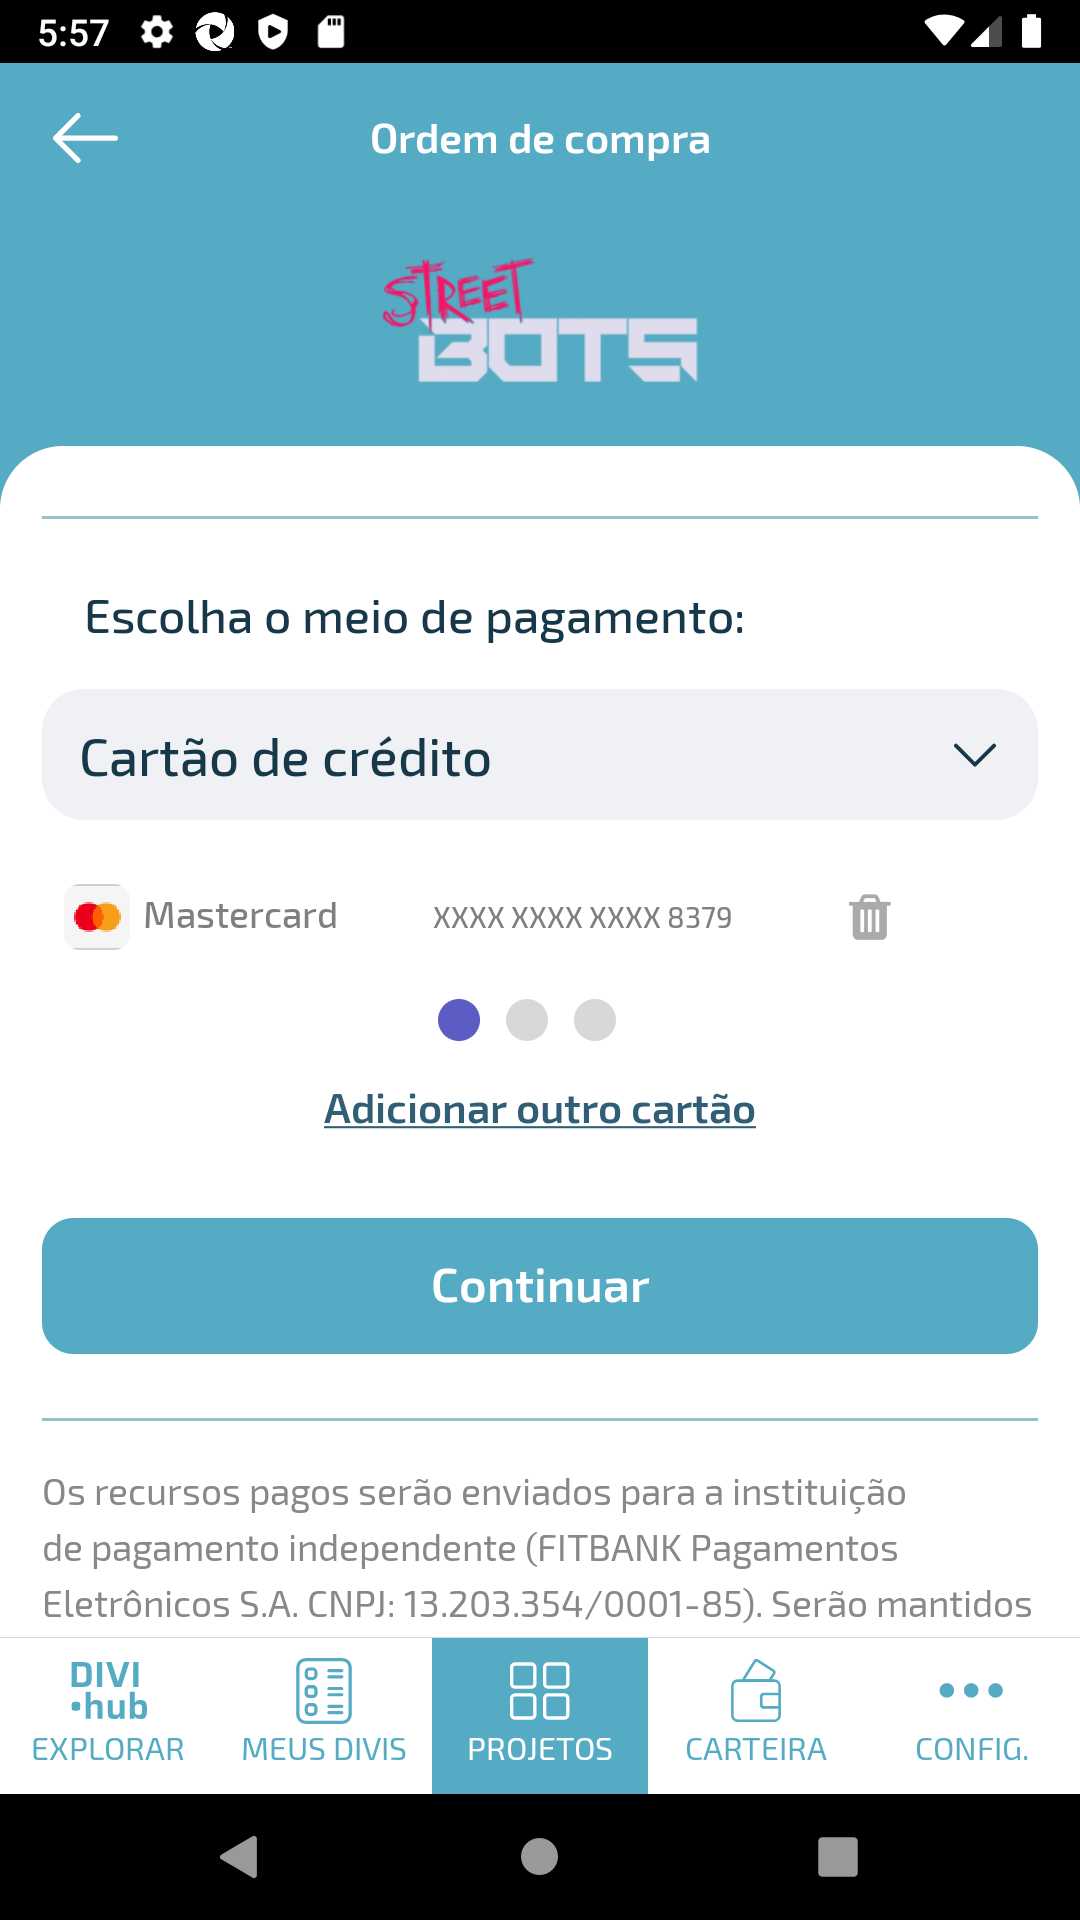 5:57
Ordem de compra
STREET
BOTS
Escolha o meio de pagamento:
Cartão de crédito
Mastercard XXXX XXXX XXXX 8379
Adicionar outro cartão
Continuar
Os recursos pagos serão enviados para a instituição
de pagamento independente (FITBANK Pagamentos
Eletrônicos S.A. CNPJ: 13.203.354/0001-85). Serão mantidos
DIVI
·hub
EXPLORAR MEUS DIVIS PROJETOS CARTEIRA CONFIG.